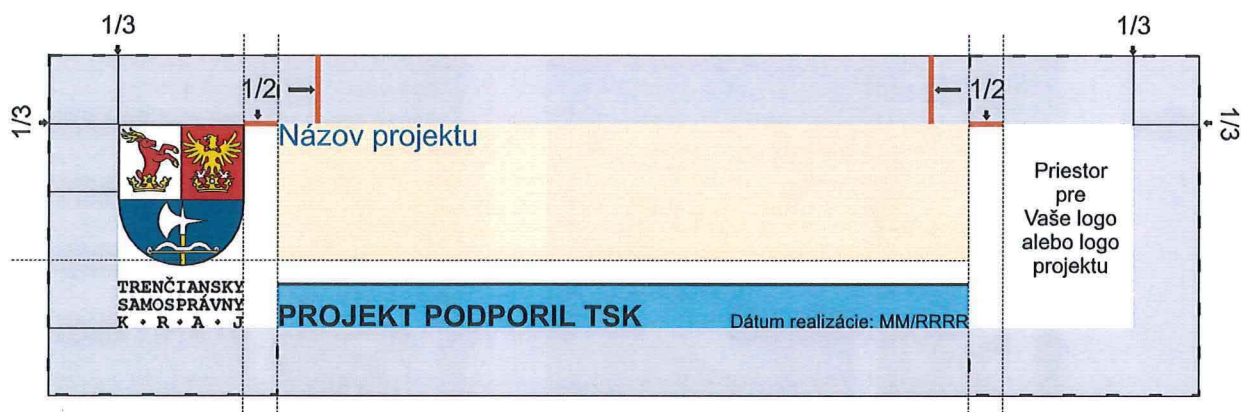 1/3
1/3
1/2
1/2
1/3
1/3
Názov projektu
Priestor
pre
Vaše logo
alebo logo
projektu
TRENČIANSKY
SAMOSPRÁVNY
K · R · A · J
PROJEKT PODPORIL TSK
Dátum realizácie: MM/RRRR